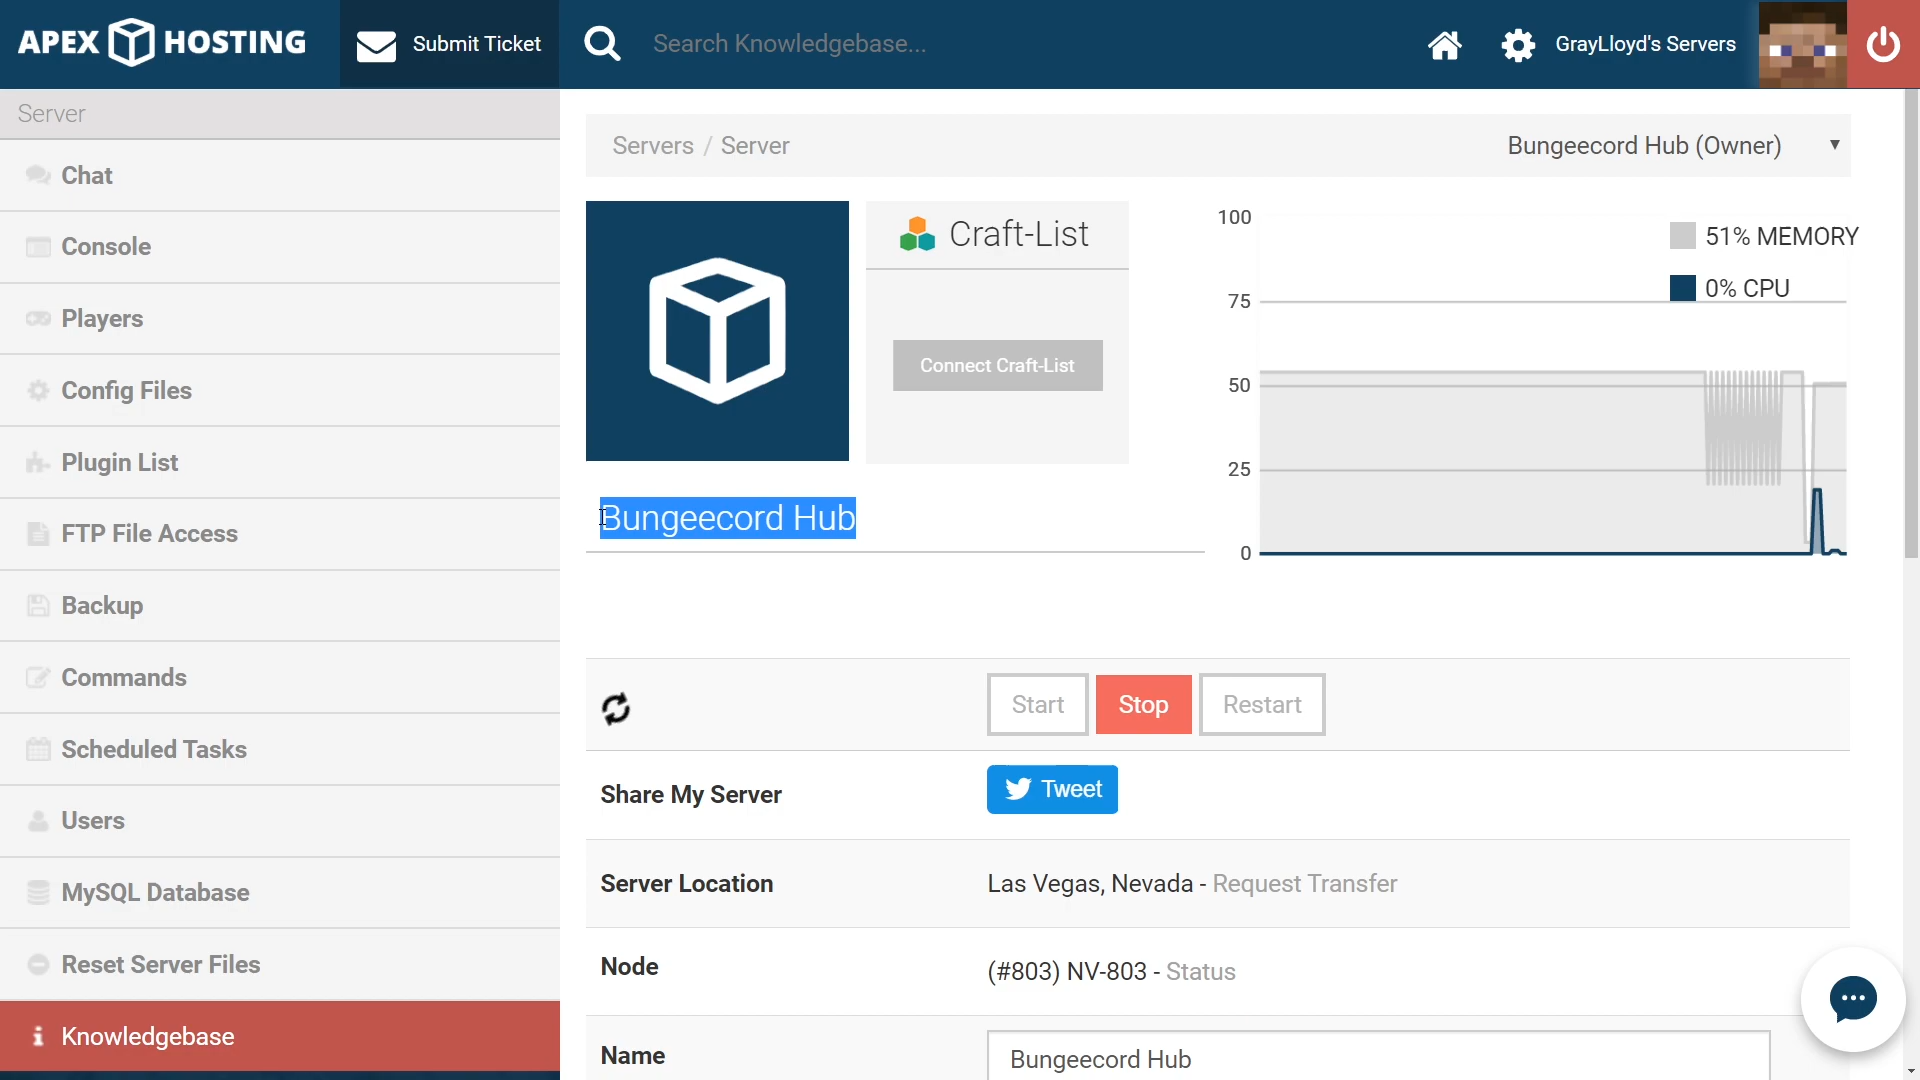 APEX HOSTING
Submit Ticket
Search Knowledgebase...
GrayLloyd's Servers
Server
Chat
Console
Players
Config Files
Plugin List
FTP File Access
Backup
Commands
Scheduled Tasks
Users
MySQL Database
Reset Server Files
Knowledgebase
Servers / Server
Bungeecord Hub (Owner)
Craft-List
Connect Craft-List
100
75
50
25
0
51% MEMORY
0% CPU
Bungeecord Hub
Start
Stop
Restart
Share My Server
Tweet
Server Location
Las Vegas, Nevada - Request Transfer
Node
(#803) NV-803 - Status
Name
Bungeecord Hub